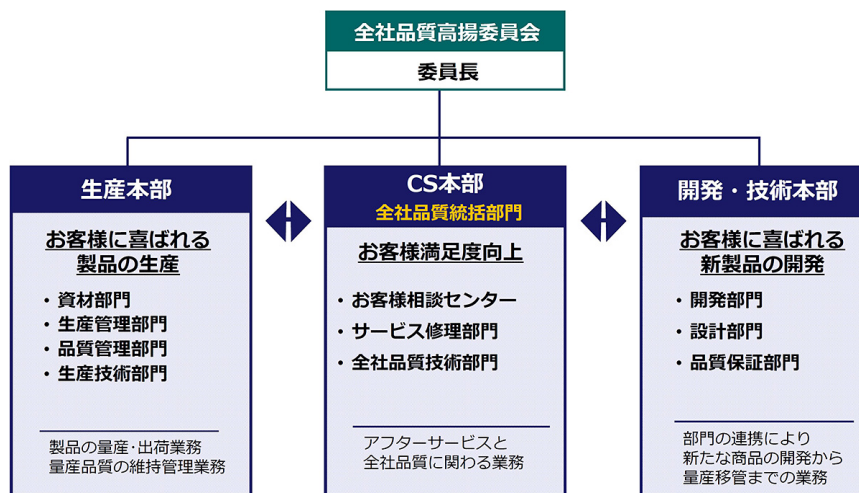 全社品質高揚委員会
委員長
生産本部
お客様に喜ばれる
製品の生産
・資材部門
・生産管理部門
・品質管理部門
・生産技術部門
製品の量産・出荷業務
量産品質の維持管理業務
CS本部
全社品質統括部門
お客様満足度向上
・お客様相談センター
・サービス修理部門
・全社品質技術部門
アフターサービスと
全社品質に関わる業務
開発・技術本部
お客様に喜ばれる
新製品の開発
・開発部門
・設計部門
・品質保証部門
部門の連携により
新たな商品の開発から
量産移管までの業務